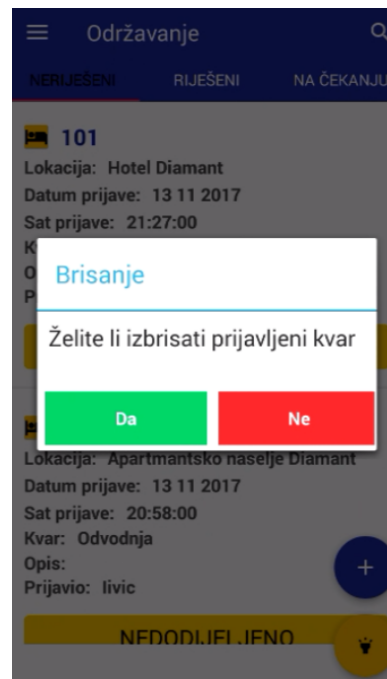 Održavanje
NERIJEŠENI RIJEŠENI NA ČEKANJU
101
Lokacija: Hotel Diamant
Datum prijave: 13 11 2017
Sat prijave: 21:27:00
Brisanje
Želite li izbrisati prijavljeni kvar
Da Ne
Lokacija: Apartmantsko naselje Diamant
Datum prijave: 13 11 2017
Sat prijave: 20:58:00
Kvar: Odvodnja
Opis:
Prijavio: livic
NEDODIJELJENO